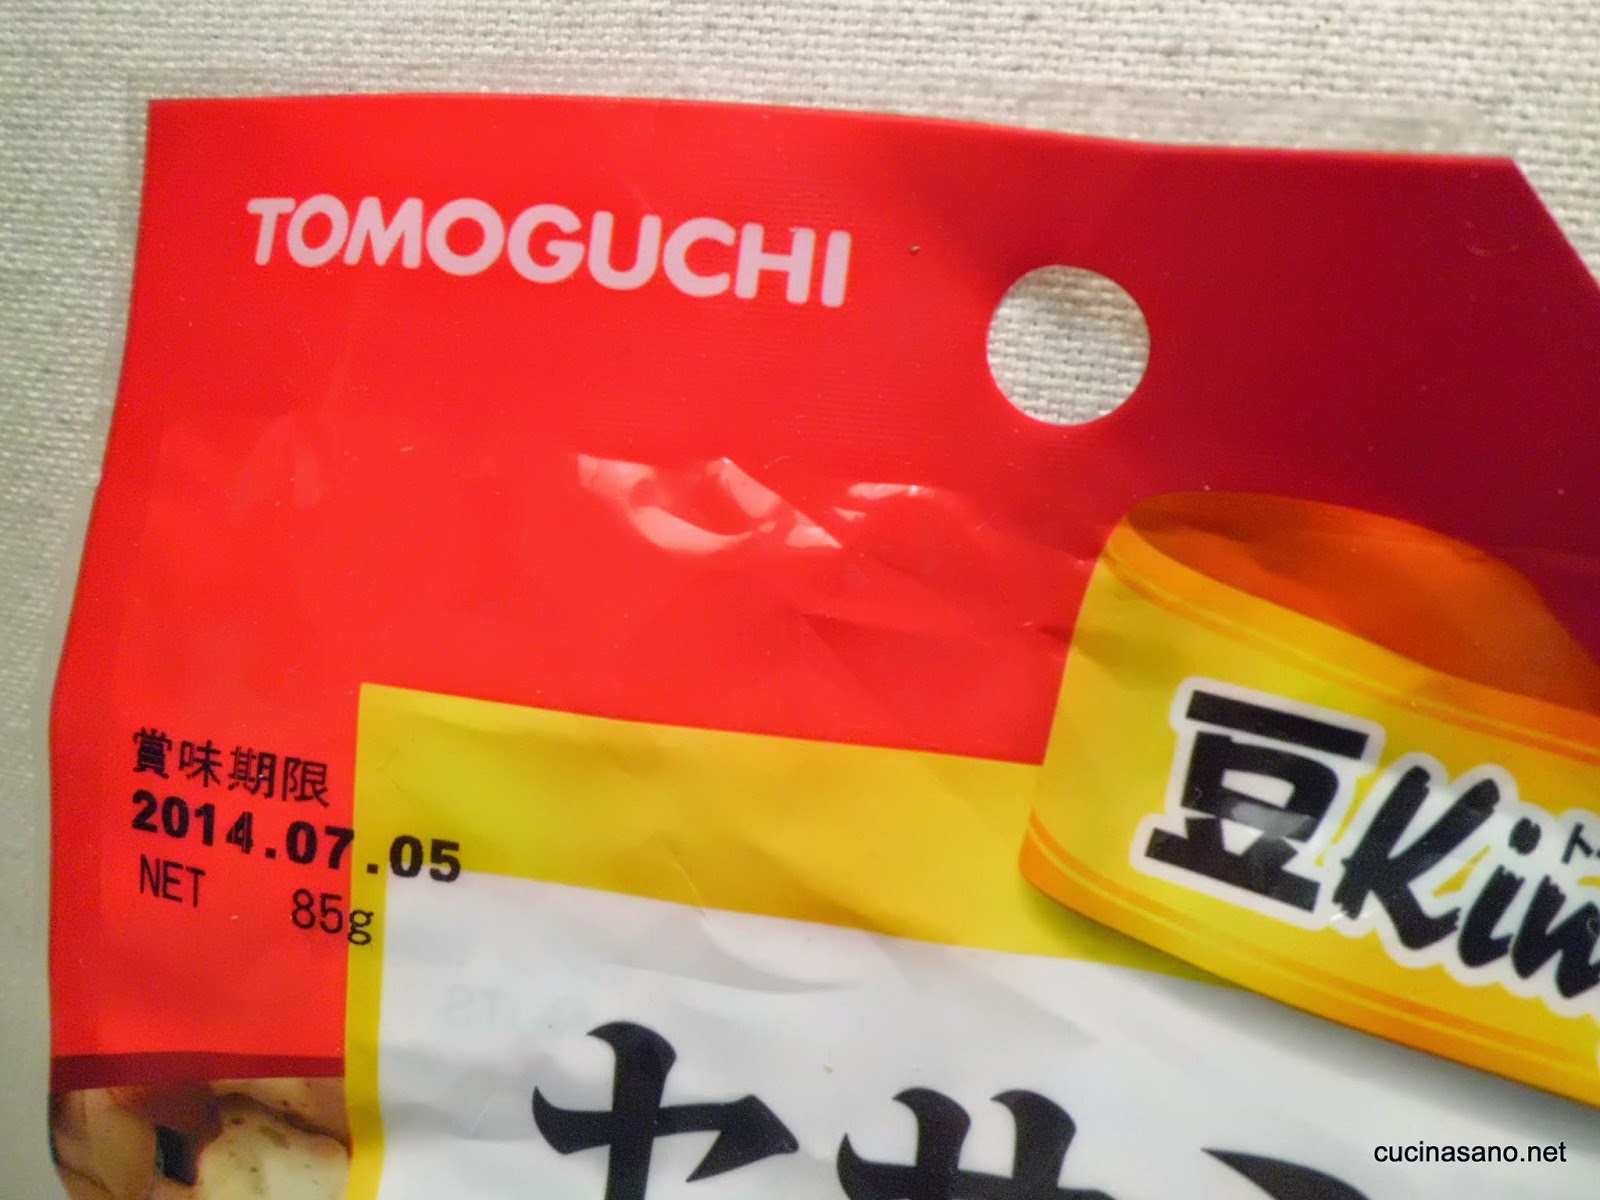 TOMOGUCHI
賞味期限
2014.07.05
NET 85g
豆Kin
cucinasano.net